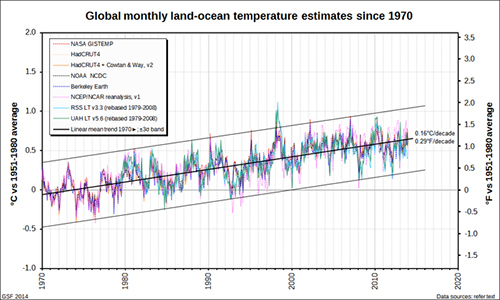 Global monthly land-ocean temperature estimates since 1970
2.0
1.5
1.0
0.5
0
-0.5
-1.0
°C vs 1951-1980 average
NASA GISTEMP
HadCRUT4
HadCRUT4 + Cowtan & Way, v2
NOAA NCDC
Berkeley Earth
NCEP/NCAR reanalysis, v1
RSS LT v3.3 (rebased 1979-2008)
UAH LT v5.6 (rebased 1979-2008)
Linear mean trend 1970►; ±3σ band
0.16°C/decade
0.29°F/decade
3.5
3.0
2.5
2.0
1.5
1.0
0.5
0
-0.5
-1.0
-1.5
°F vs 1951-1980 average
1970
1980
1990
2000
2010
2020
GSF 2014
Data sources: refer text